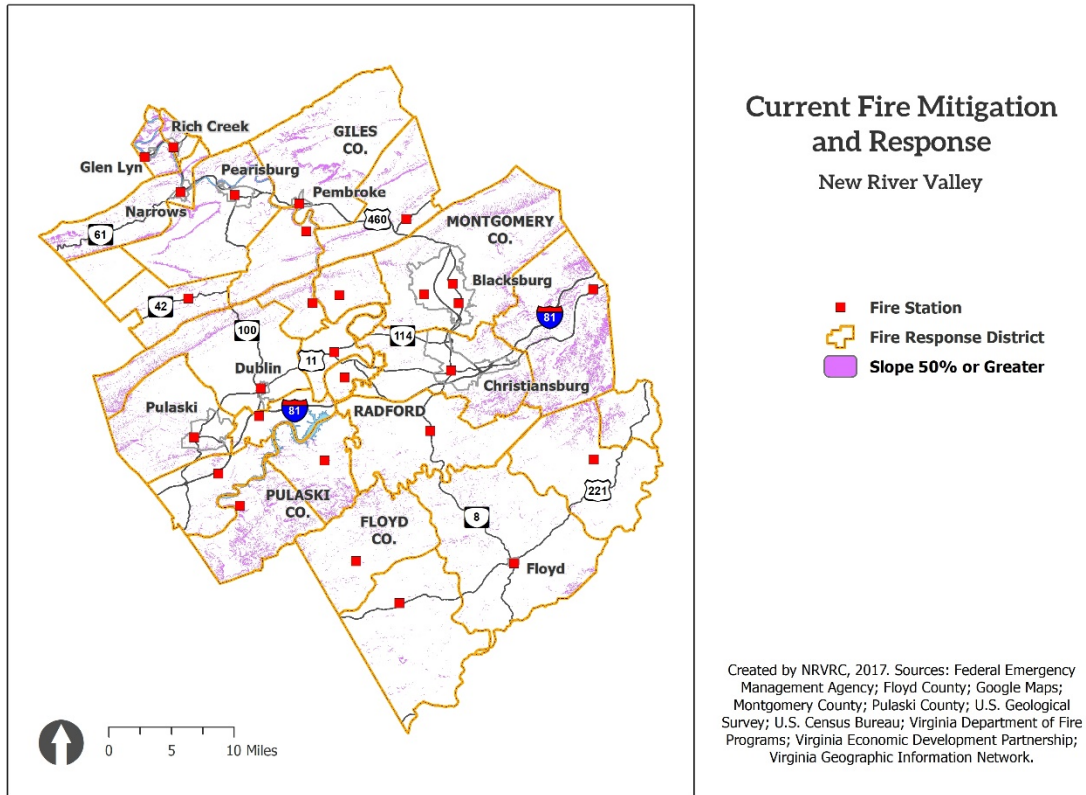 Current Fire Mitigation
and Response
New River Valley
Fire Station
Fire Response District
Slope 50% or Greater
Rich Creek
GILES
CO.
Glen Lyn
Pearisburg
Pembroke
Narrows
460
MONTGOMERY
CO.
61
Blacksburg
42
81
100
114
11
Dublin
Christiansburg
Pulaski
81
RADFORD
221
PULASKI
CO.
8
FLOYD
CO.
Floyd
0 5 10 Miles
Created by NRVRC, 2017. Sources: Federal Emergency
Management Agency; Floyd County; Google Maps;
Montgomery County; Pulaski County; U.S. Geological
Survey; U.S. Census Bureau; Virginia Department of Fire
Programs; Virginia Economic Development Partnership;
Virginia Geographic Information Network.